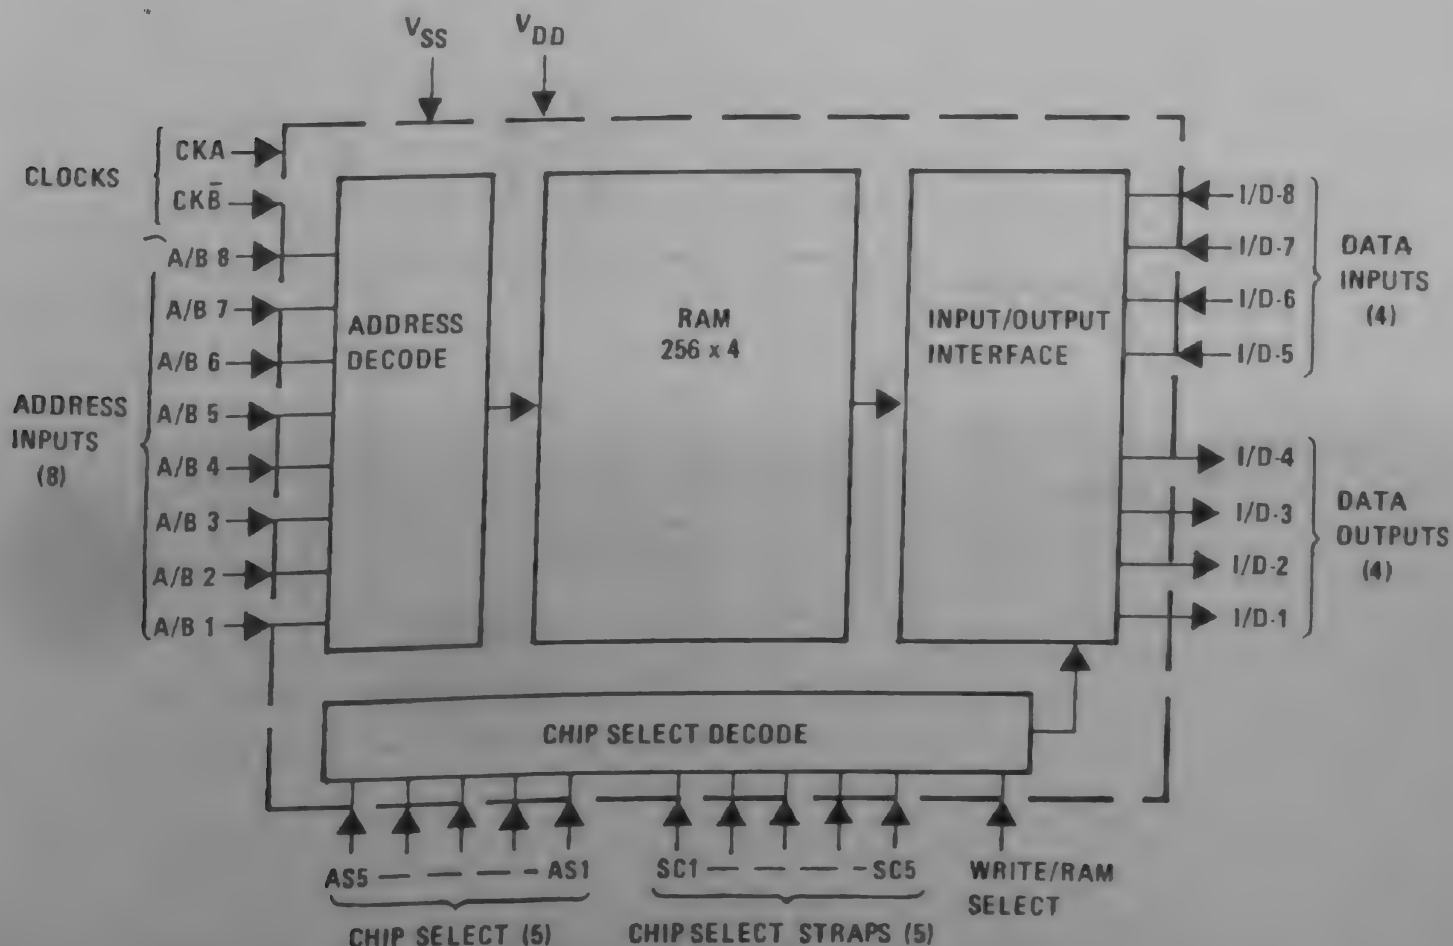 VSS
VDD
CLOCKS
CKA
CKB̅
ADDRESS
INPUTS
(8)
A/B 8
A/B 7
A/B 6
A/B 5
A/B 4
A/B 3
A/B 2
A/B 1
ADDRESS
DECODE
RAM
256 x 4
INPUT/OUTPUT
INTERFACE
I/D-8
I/D-7
I/D-6
I/D-5
DATA
INPUTS
(4)
I/D-4
I/D-3
I/D-2
I/D-1
DATA
OUTPUTS
(4)
CHIP SELECT DECODE
AS5 — — — — - AS1
CHIP SELECT (5)
SC1 — — — — - SC5
CHIP SELECT STRAPS (5)
WRITE/RAM
SELECT